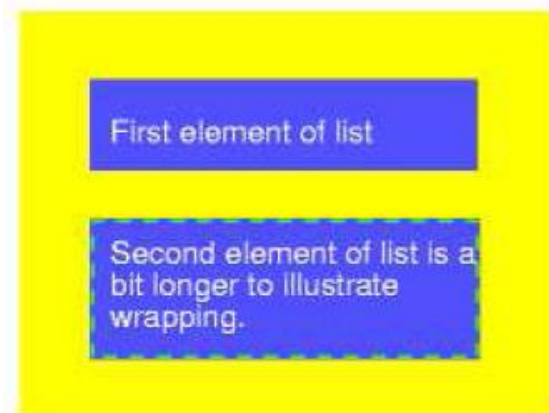 First element of list
Second element of list is a
bit longer to illustrate
wrapping.